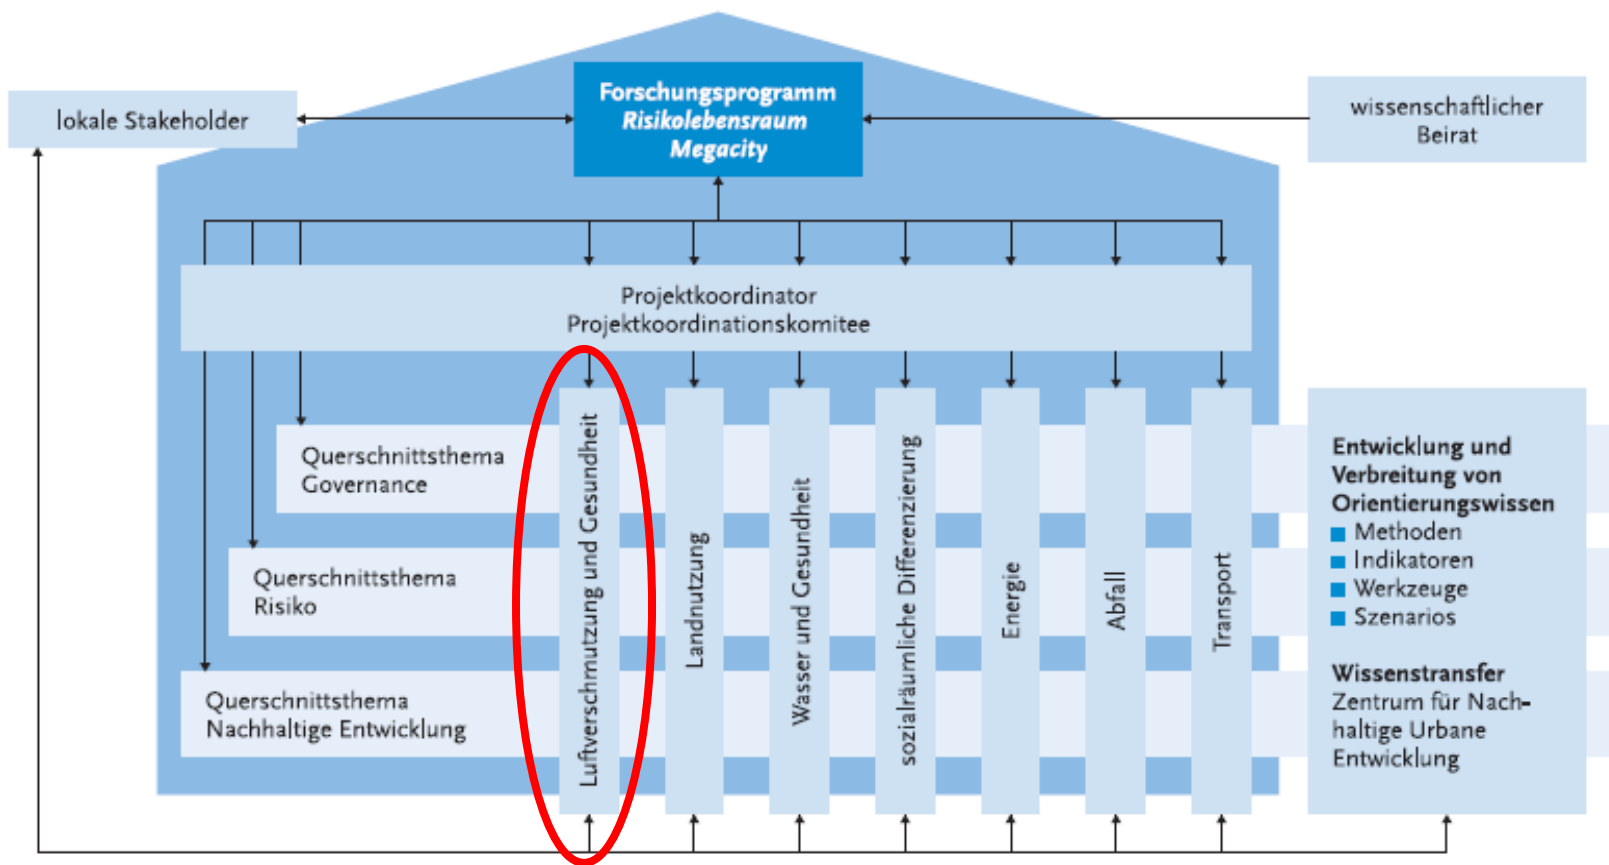 Forschungsprogramm
Risikolebensraum
Megacity
lokale Stakeholder
wissenschaftlicher
Beirat
Projektkoordinator
Projektkoordinationskomitee
Querschnittsthema
Governance
Querschnittsthema
Risiko
Querschnittsthema
Nachhaltige Entwicklung
Luftverschmutzung und Gesundheit
Landnutzung
Wasser und Gesundheit
sozialräumliche Differenzierung
Energie
Abfall
Transport
Entwicklung und
Verbreitung von
Orientierungswissen
Methoden
Indikatoren
Werkzeuge
Szenarios
Wissenstransfer
Zentrum für Nach-
haltige Urbane
Entwicklung